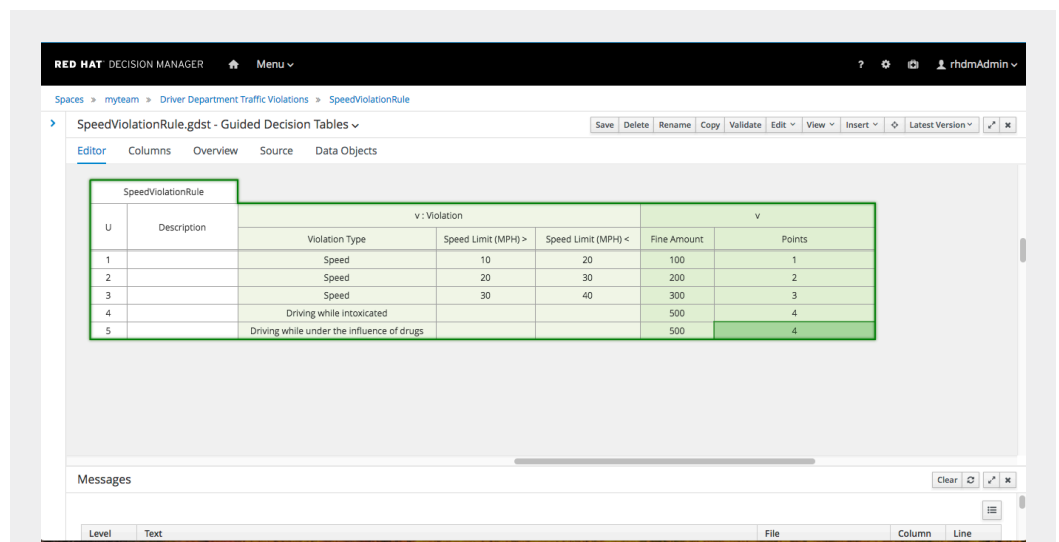 RED HAT DECISION MANAGER Menu ? rhdmAdmin
Spaces » myteam » Driver Department Traffic Violations » SpeedViolationRule
SpeedViolationRule.gdst - Guided Decision Tables Save Delete Rename Copy Validate Edit View Insert Latest Version
Editor Columns Overview Source Data Objects
SpeedViolationRule
U Description v : Violation v
Violation Type Speed Limit (MPH) > Speed Limit (MPH) < Fine Amount Points
1 Speed 10 20 100 1
2 Speed 20 30 200 2
3 Speed 30 40 300 3
4 Driving while intoxicated 500 4
5 Driving while under the influence of drugs 500 4
Messages Clear
Level Text File Column Line